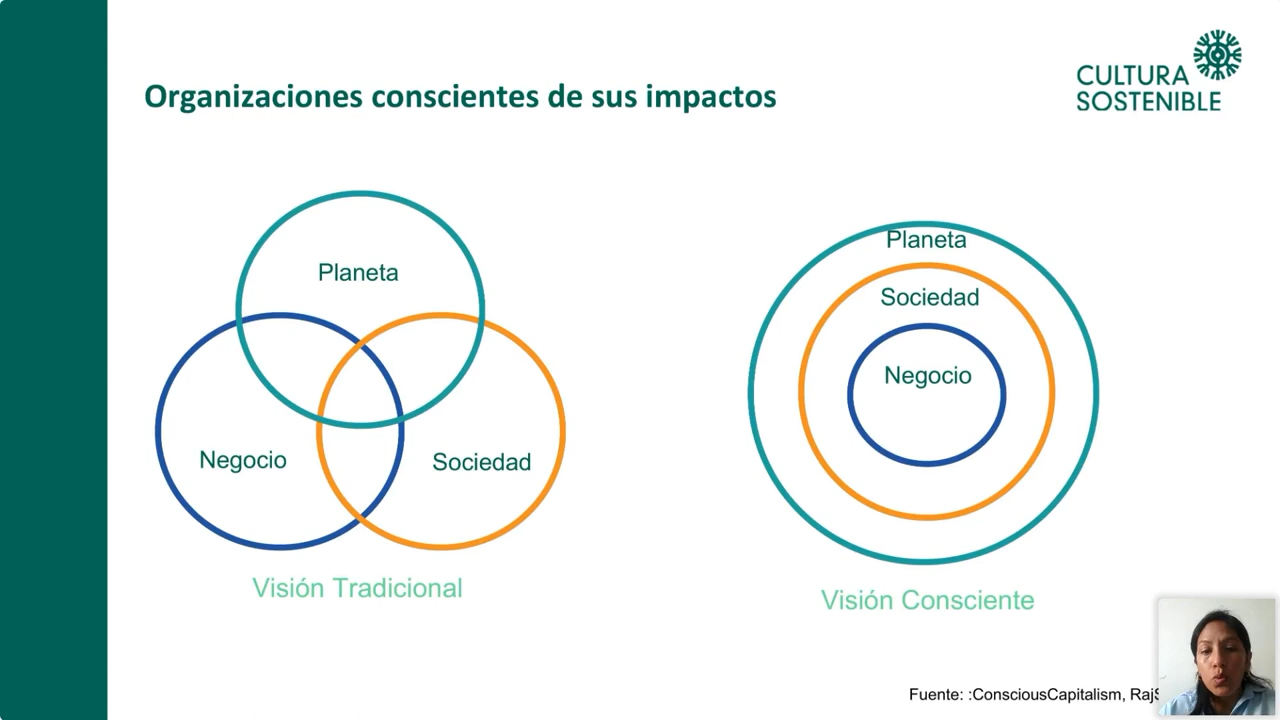 Organizaciones conscientes de sus impactos
CULTURA
SOSTENIBLE
Planeta
Negocio
Sociedad
Visión Tradicional
Planeta
Sociedad
Negocio
Visión Consciente
Fuente: :ConsciousCapitalism,